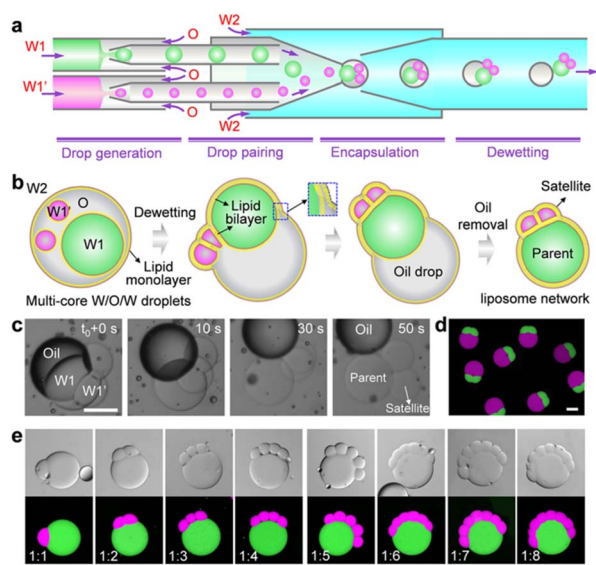 a
W1
W1'
O
O
O
W2
W2
Drop generation
Drop pairing
Encapsulation
Dewetting
b
W2
O
W1'
W1
Lipid
monolayer
Multi-core W/O/W droplets
Dewetting
Lipid
bilayer
Oil drop
Oil
removal
Satellite
Parent
liposome network
c
t0+0 s
Oil
W1
W1'
10 s
30 s
50 s
Oil
Parent
Satellite
d
e
1:1
1:2
1:3
1:4
1:5
1:6
1:7
1:8